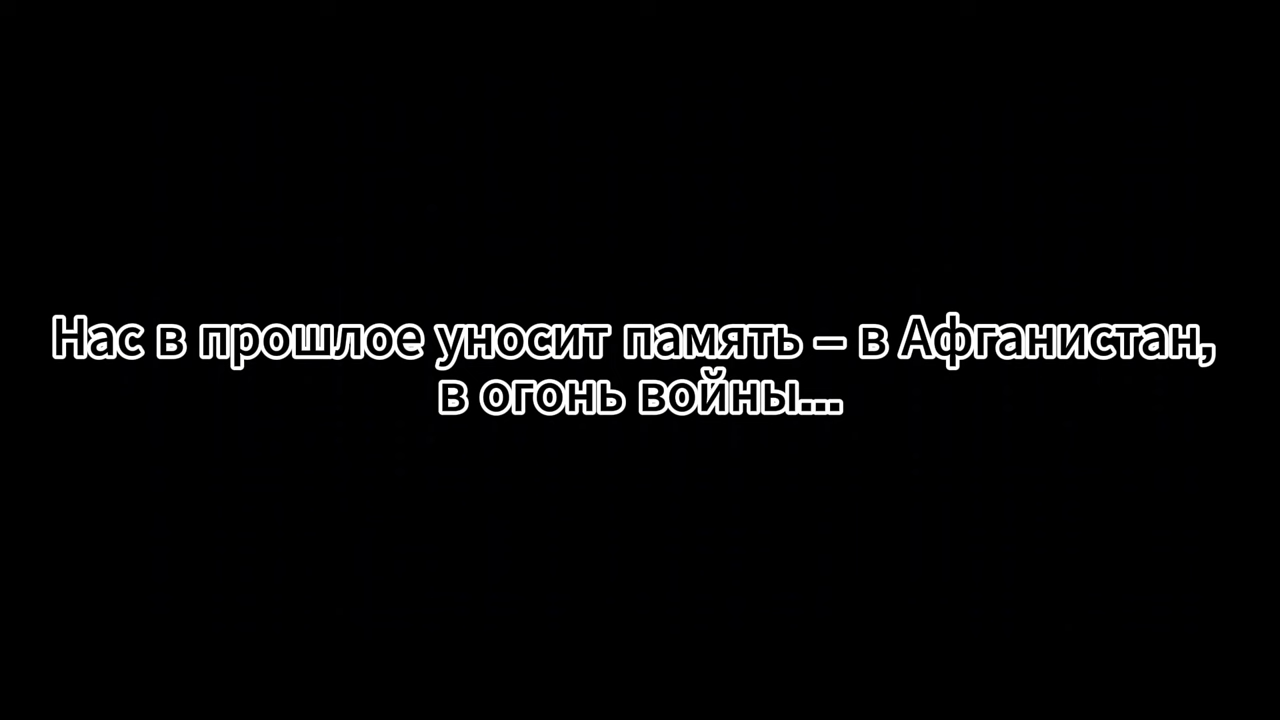 Нас в прошлое уносит память – в Афганистан,
в огонь войны...